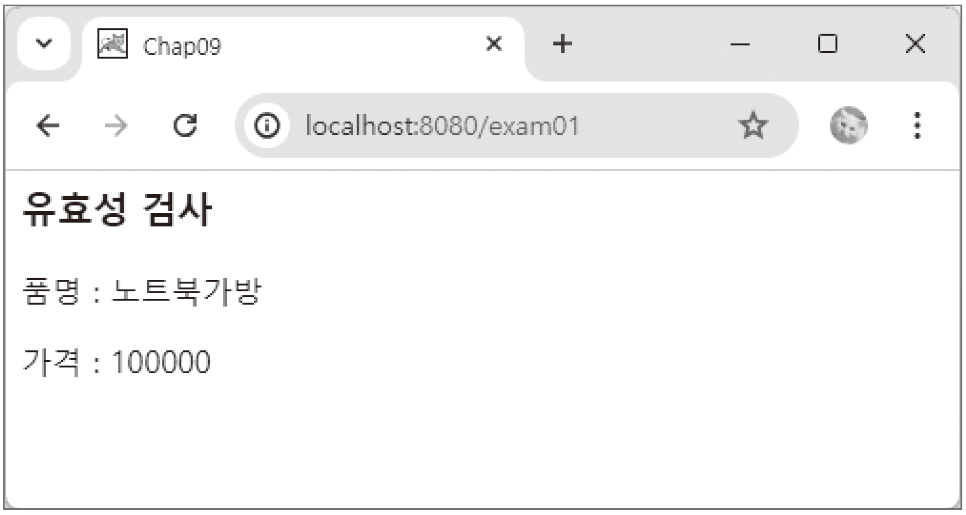 Chap09
localhost:8080/exam01
유효성 검사
품명 : 노트북가방
가격 : 100000